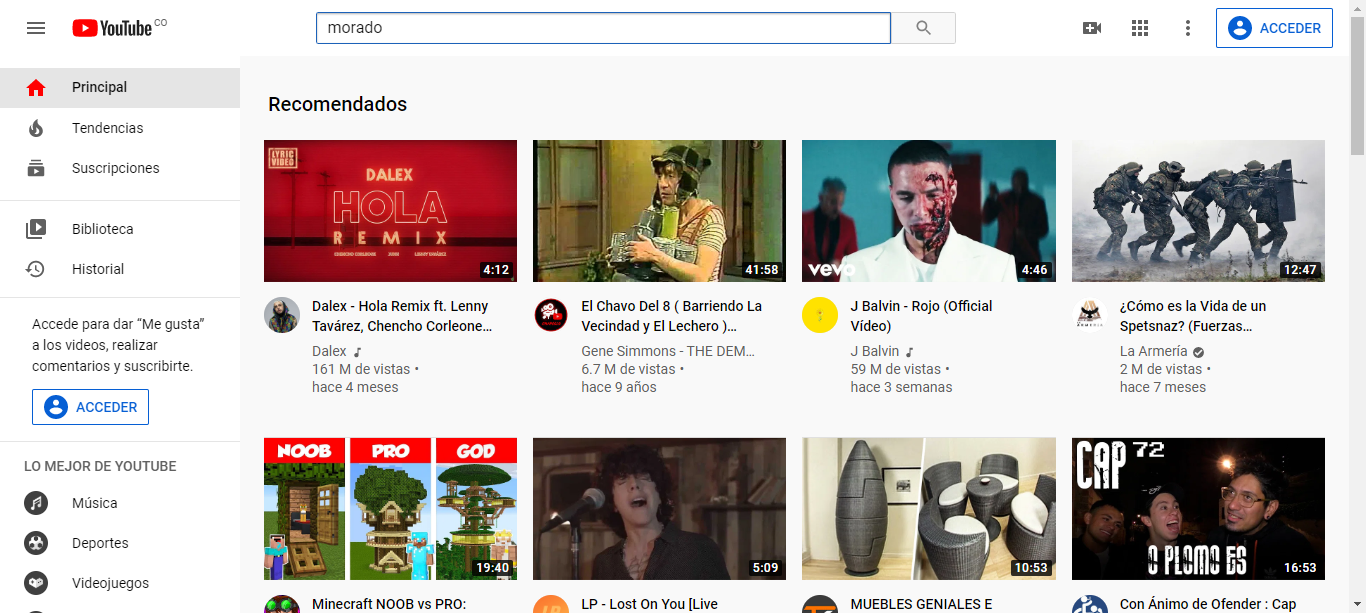 YouTube CO
morado
ACCEDER
Principal
Tendencias
Suscripciones
Biblioteca
Historial
Accede para dar “Me gusta”
a los videos, realizar
comentarios y suscribirte.
ACCEDER
LO MEJOR DE YOUTUBE
Música
Deportes
Videojuegos
Recomendados
LYRIC
VIDEO
DALEX
HOLA
REMIX
CHENCHO CORLEONE
LENNY TAVÁREZ
4:12
Dalex - Hola Remix ft. Lenny
Tavárez, Chencho Corleone…
Dalex
161 M de vistas •
hace 4 meses
41:58
El Chavo Del 8 ( Barriendo La
Vecindad y El Lechero )…
Gene Simmons - THE DEM…
6.7 M de vistas •
hace 9 años
vevo
4:46
J Balvin - Rojo (Official
Vídeo)
J Balvin
59 M de vistas •
hace 3 semanas
12:47
¿Cómo es la Vida de un
Spetsnaz? (Fuerzas…
La Armería
2 M de vistas •
hace 7 meses
NOOB
PRO
GOD
19:40
Minecraft NOOB vs PRO:
5:09
LP
LP - Lost On You [Live
10:53
MUEBLES GENIALES E
CAP 72
O PLOMO ES
16:53
Con Ánimo de Ofender : Cap